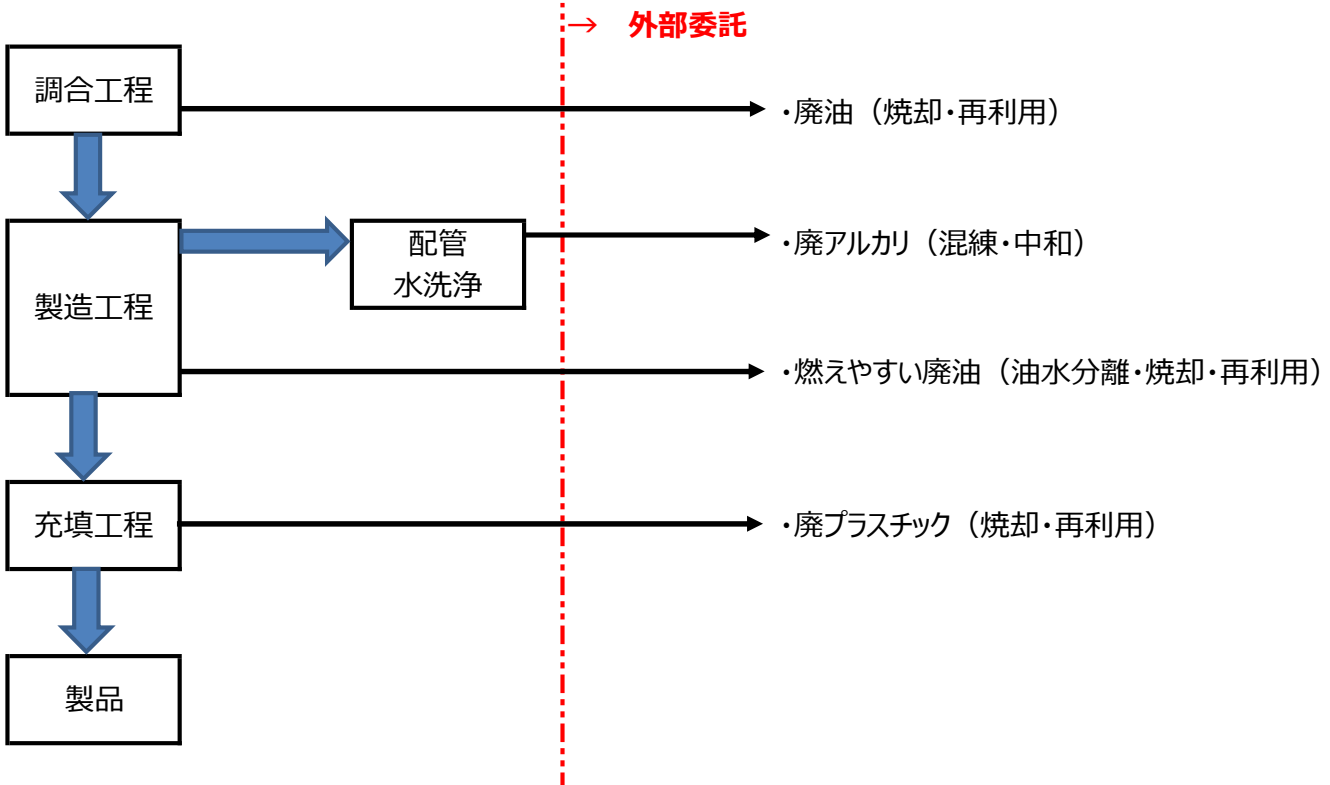 → 外部委託
調合工程
・廃油（焼却・再利用）
製造工程
配管
水洗浄
・廃アルカリ（混練・中和）
・燃えやすい廃油（油水分離・焼却・再利用）
充填工程
・廃プラスチック（焼却・再利用）
製品